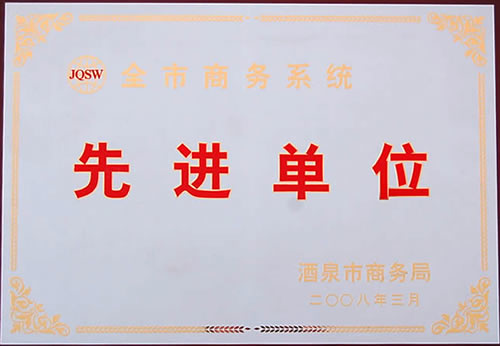 JQSW 全市商务系统
先进单位
酒泉市商务局
二〇〇八年三月